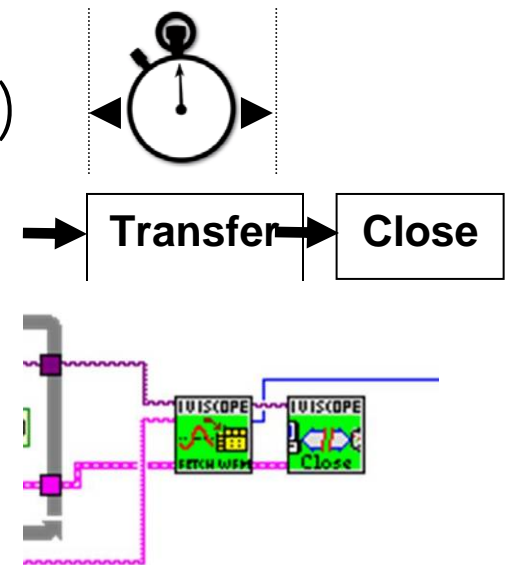 )
Transfer
Close
IVISCOPE
IVISCOPE
FETCH WFM
Close